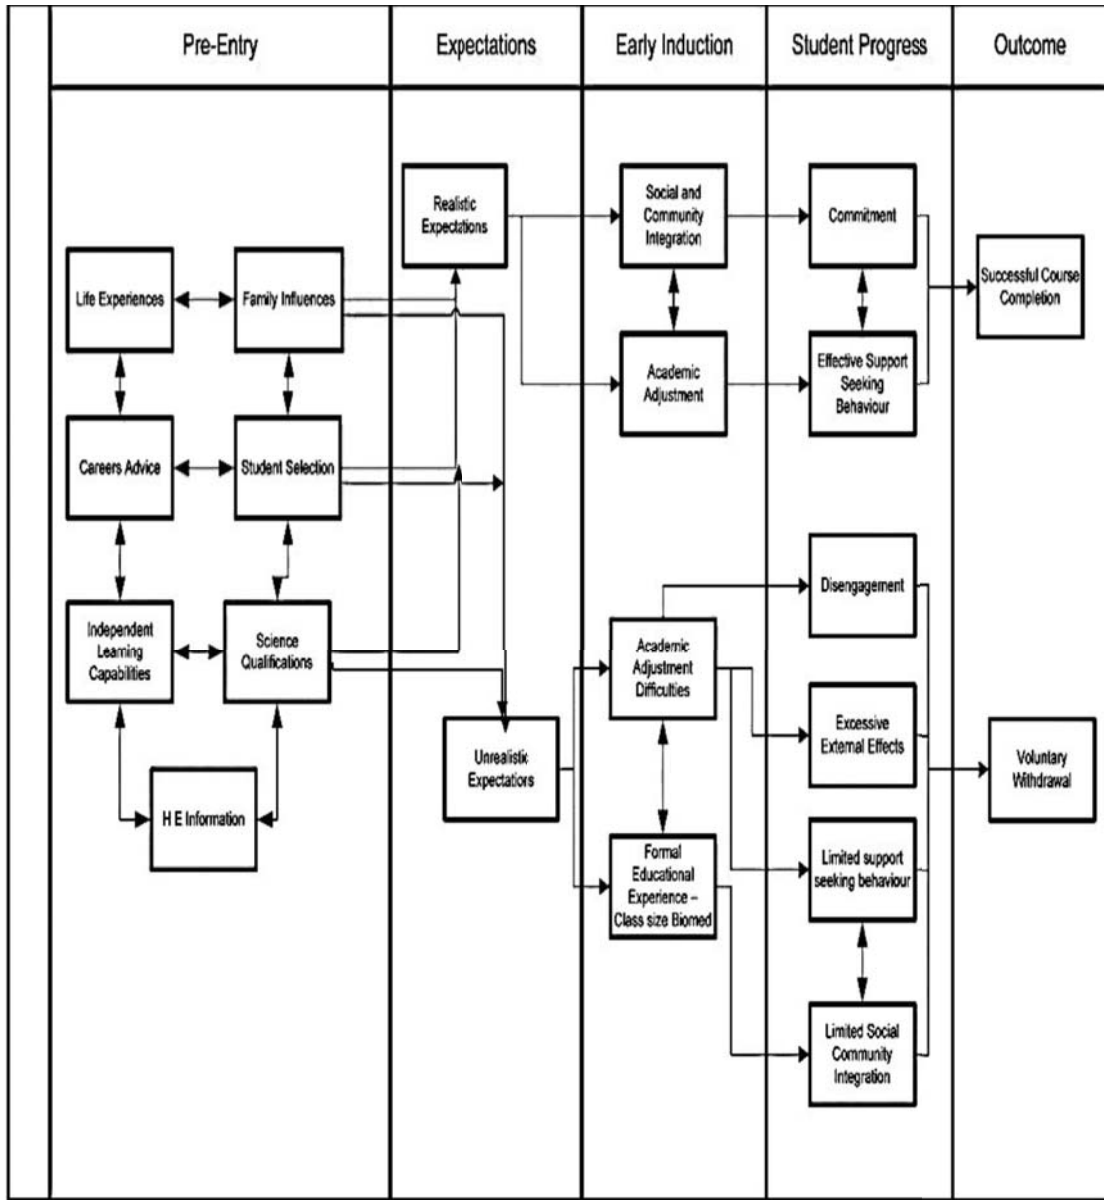 Pre-Entry
Expectations
Early Induction
Student Progress
Outcome
Life Experiences
Family Influences
Careers Advice
Student Selection
Independent
Learning
Capabilities
Science
Qualifications
H E Information
Realistic
Expectations
Unrealistic
Expectations
Social and
Community
Integration
Academic
Adjustment
Academic
Adjustment
Difficulties
Formal
Educational
Experience –
Class size Biomed
Commitment
Effective Support
Seeking
Behaviour
Disengagement
Excessive
External Effects
Limited support
seeking behaviour
Limited Social
Community
Integration
Successful Course
Completion
Voluntary
Withdrawal